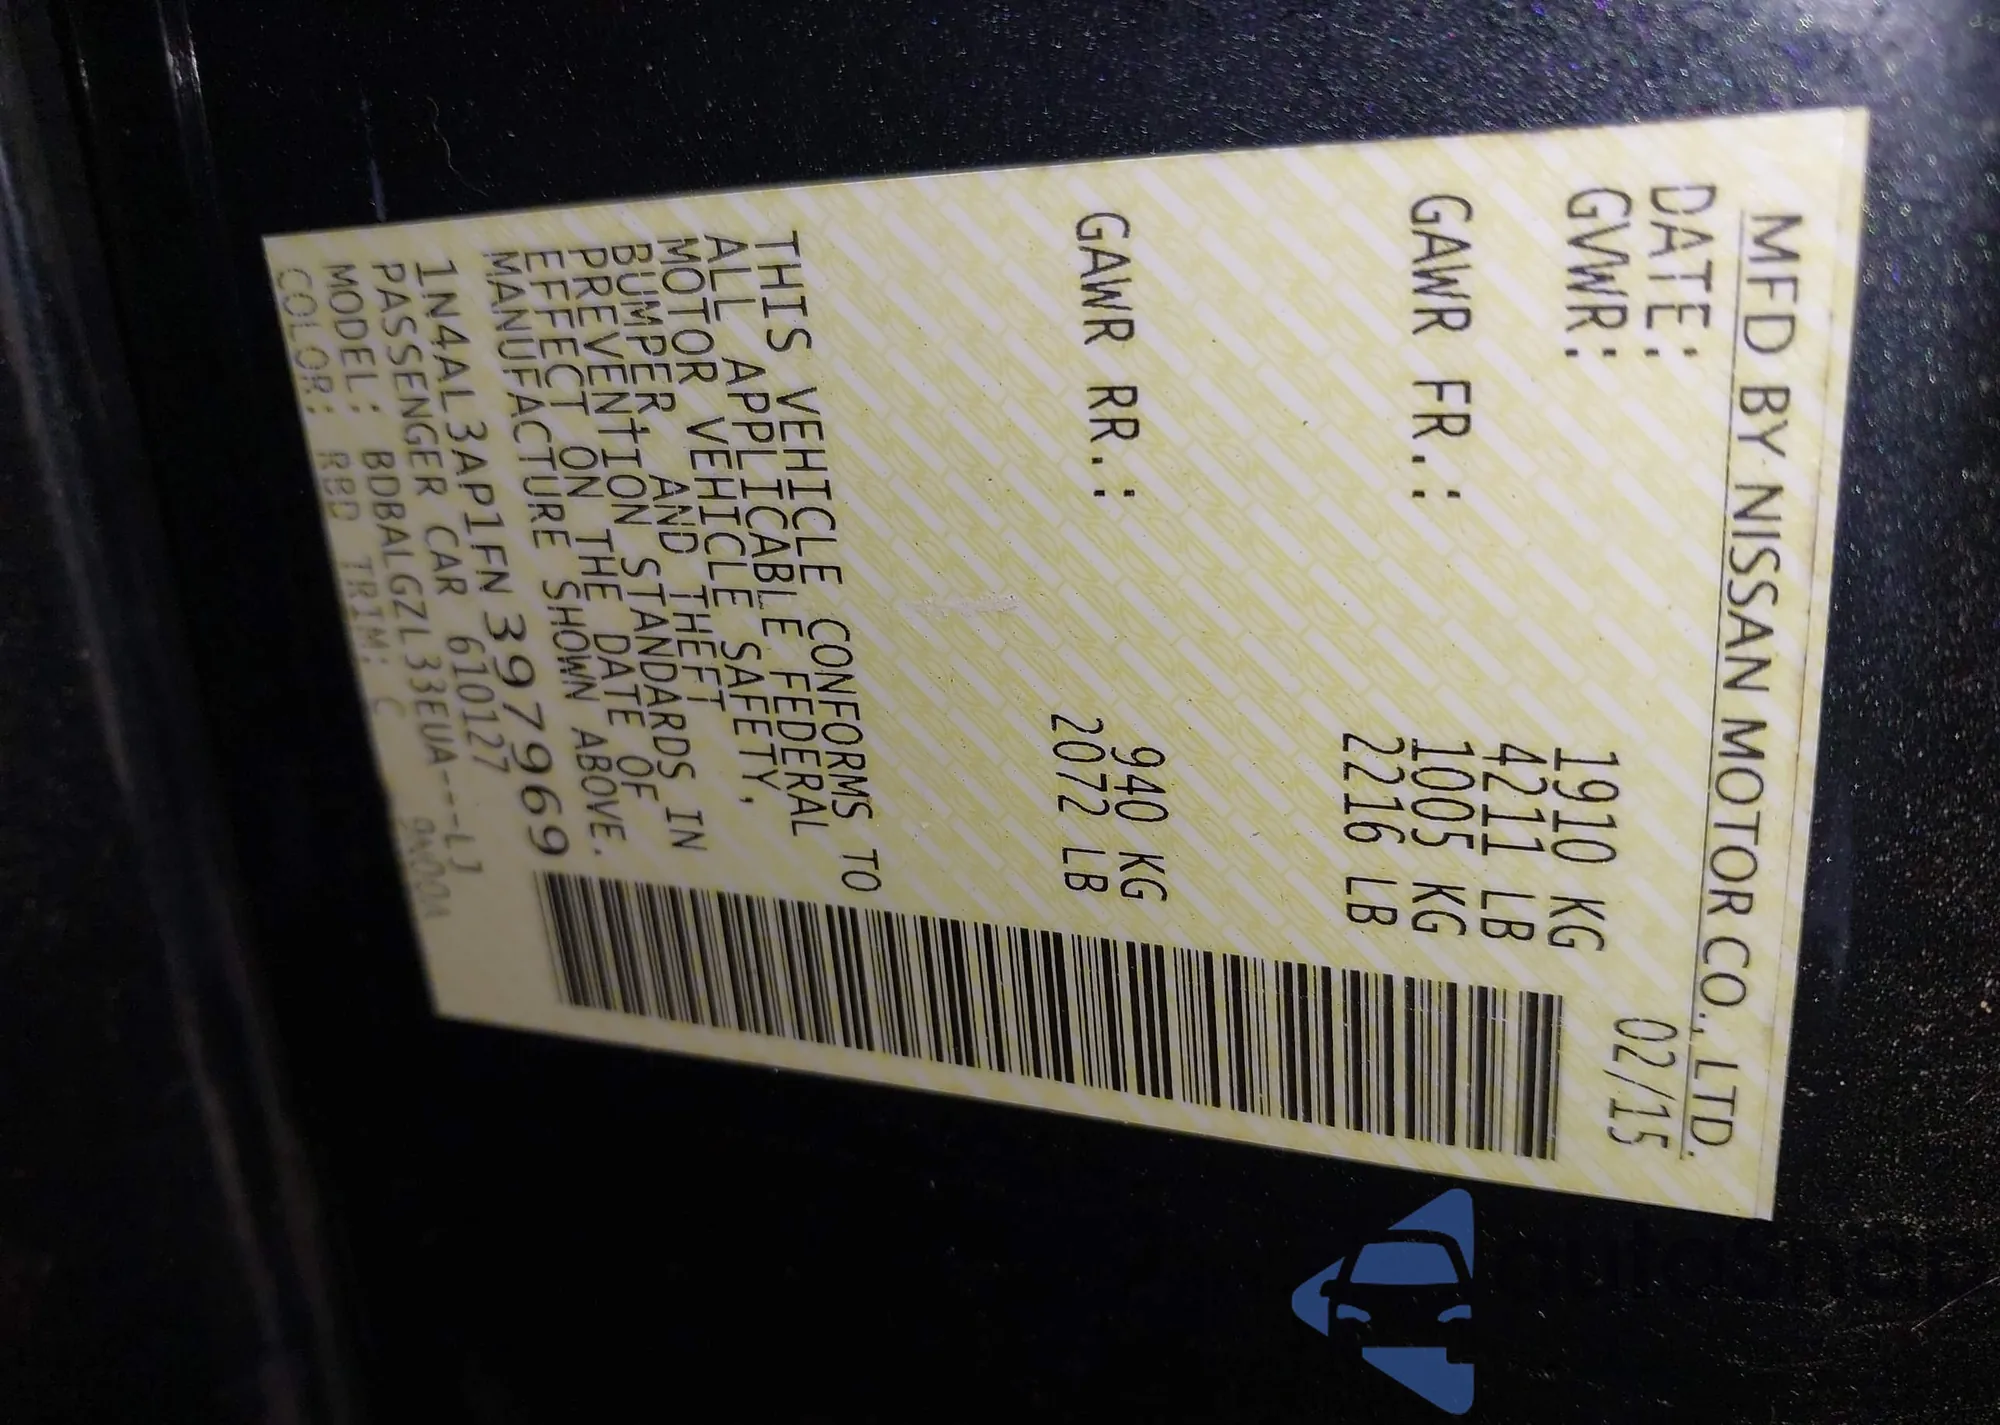 MFD BY NISSAN MOTOR CO., LTD.
DATE: 02/15
GVWR: 1910 KG
4211 LB
GAWR FR.: 1005 KG
2216 LB
GAWR RR.: 940 KG
2072 LB
THIS VEHICLE CONFORMS TO
ALL APPLICABLE FEDERAL
MOTOR VEHICLE SAFETY,
BUMPER, AND THEFT
PREVENTION STANDARDS IN
EFFECT ON THE DATE OF
MANUFACTURE SHOWN ABOVE.
1N4AL3AP1FN397969
PASSENGER CAR 610127
MODEL: BDBALGZL33EUA---LJ
COLOR: RBD TRIM: C